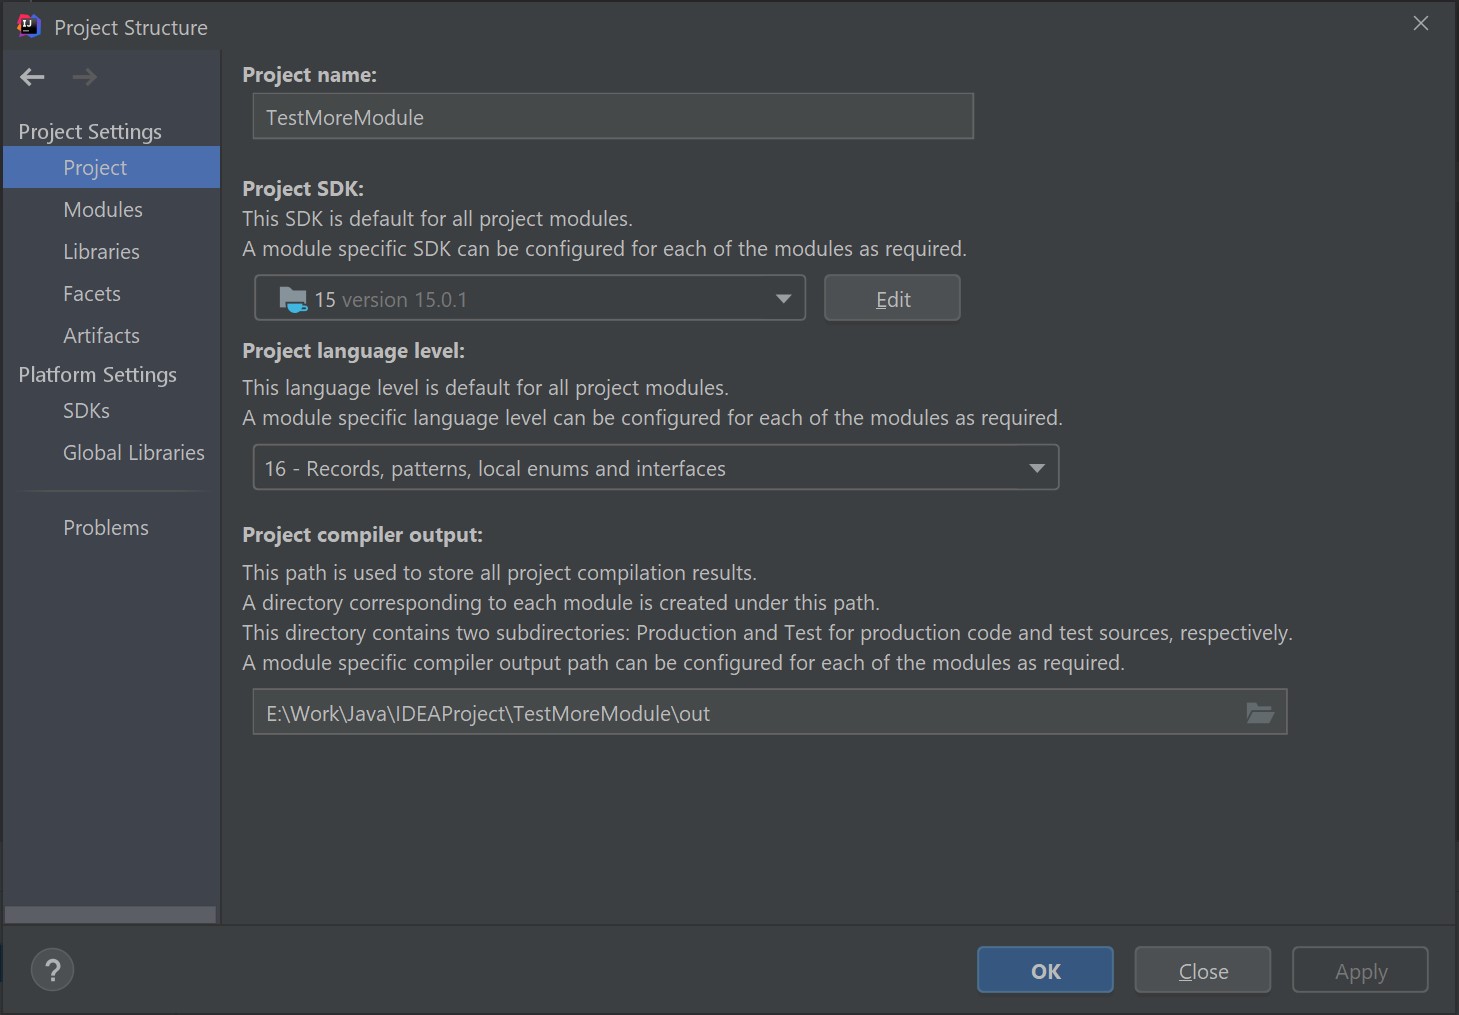 Project Structure
Project Settings
Project
Modules
Libraries
Facets
Artifacts
Platform Settings
SDKs
Global Libraries
Problems
Project name:
TestMoreModule
Project SDK:
This SDK is default for all project modules.
A module specific SDK can be configured for each of the modules as required.
15 version 15.0.1
Edit
Project language level:
This language level is default for all project modules.
A module specific language level can be configured for each of the modules as required.
16 - Records, patterns, local enums and interfaces
Project compiler output:
This path is used to store all project compilation results.
A directory corresponding to each module is created under this path.
This directory contains two subdirectories: Production and Test for production code and test sources, respectively.
A module specific compiler output path can be configured for each of the modules as required.
E:\Work\Java\IDEAProject\TestMoreModule\out
?
OK
Close
Apply